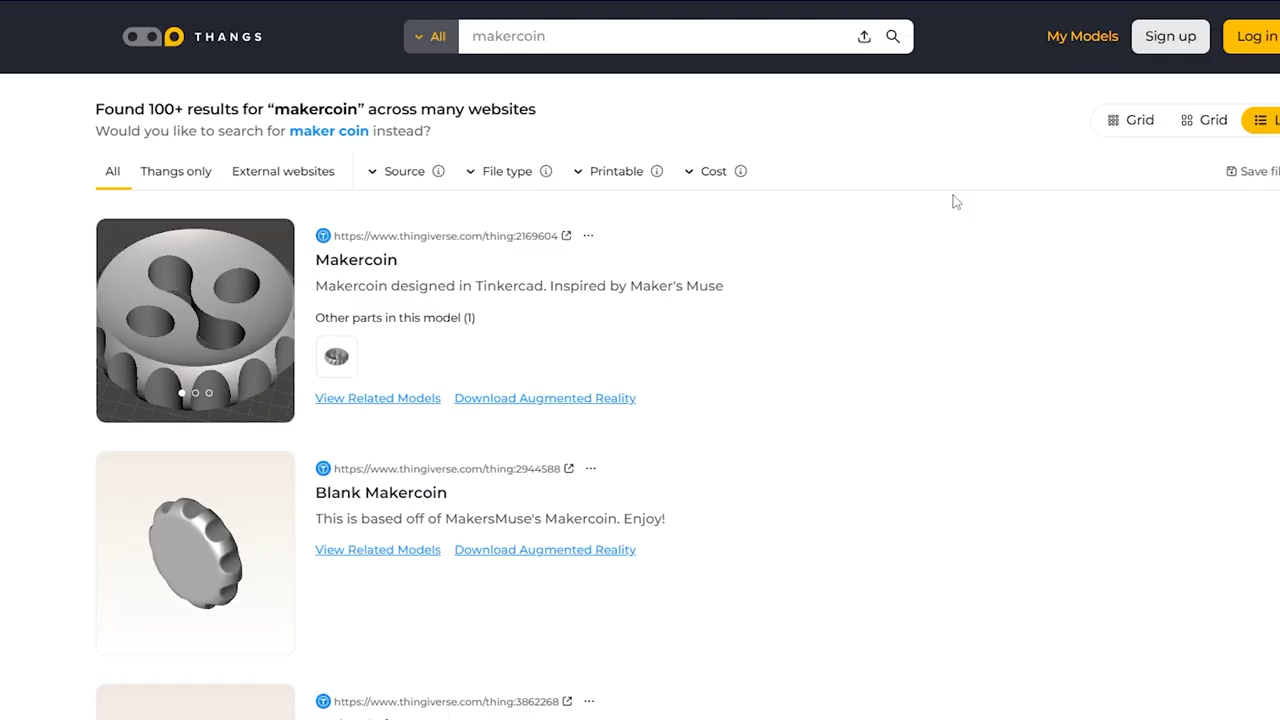 THANGS
All
makercoin
My Models
Sign up
Log in
Found 100+ results for “makercoin” across many websites
Would you like to search for maker coin instead?
Grid
Grid
L
All
Thangs only
External websites
Source
File type
Printable
Cost
Save fil
https://www.thingiverse.com/thing:2169604
Makercoin
Makercoin designed in Tinkercad. Inspired by Maker's Muse
Other parts in this model (1)
View Related Models
Download Augmented Reality
https://www.thingiverse.com/thing:2944588
Blank Makercoin
This is based off of MakersMuse's Makercoin. Enjoy!
View Related Models
Download Augmented Reality
https://www.thingiverse.com/thing:3862268